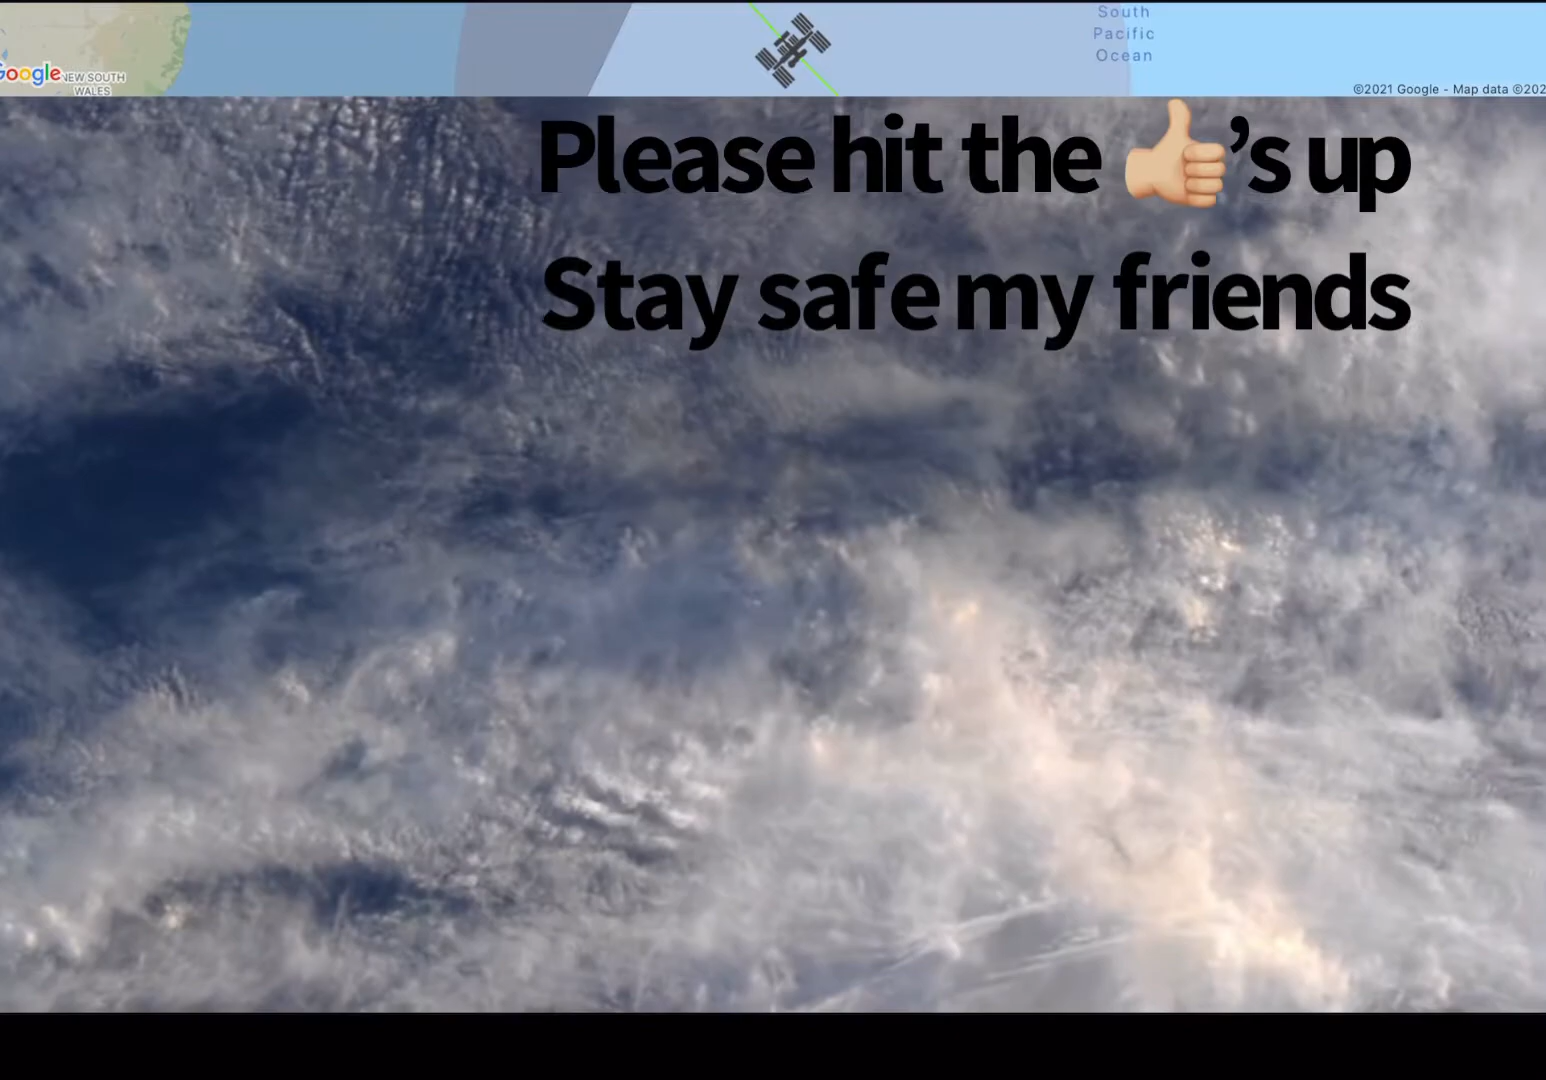 South
Pacific
Ocean
Google
NEW SOUTH
WALES
©2021 Google - Map data ©202
Please hit the 👍🏼’s up
Stay safe my friends